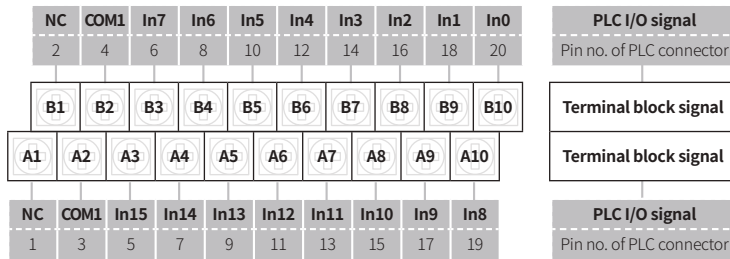 NC COM1 In7 In6 In5 In4 In3 In2 In1 In0 PLC I/O signal
2 4 6 8 10 12 14 16 18 20 Pin no. of PLC connector
B1 B2 B3 B4 B5 B6 B7 B8 B9 B10 Terminal block signal
A1 A2 A3 A4 A5 A6 A7 A8 A9 A10 Terminal block signal
NC COM1 In15 In14 In13 In12 In11 In10 In9 In8 PLC I/O signal
1 3 5 7 9 11 13 15 17 19 Pin no. of PLC connector